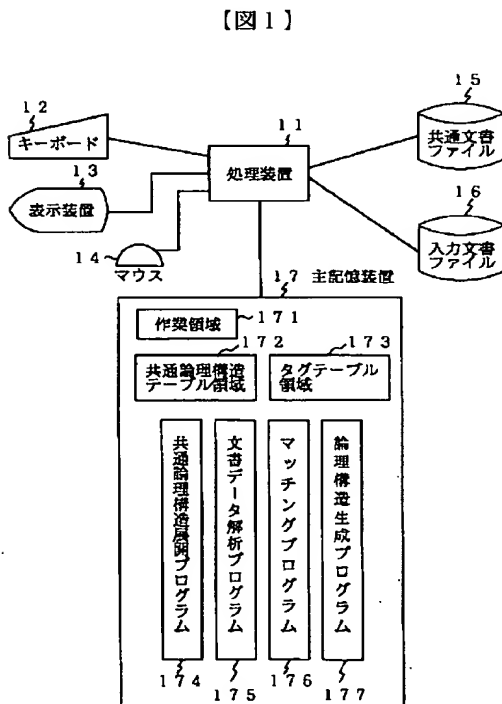 【図1】
15
12
11
キーボード
共通文書
ファイル
処理装置
13
16
表示装置
入力文書
ファイル
14
マウス
17
主記憶装置
作業領域
171
172
173
共通論理構造
テーブル領域
タグテーブル
領域
共通論理構造展開プログラム
文書データ解析プログラム
マッチングプログラム
論理構造生成プログラム
174
175
176
177